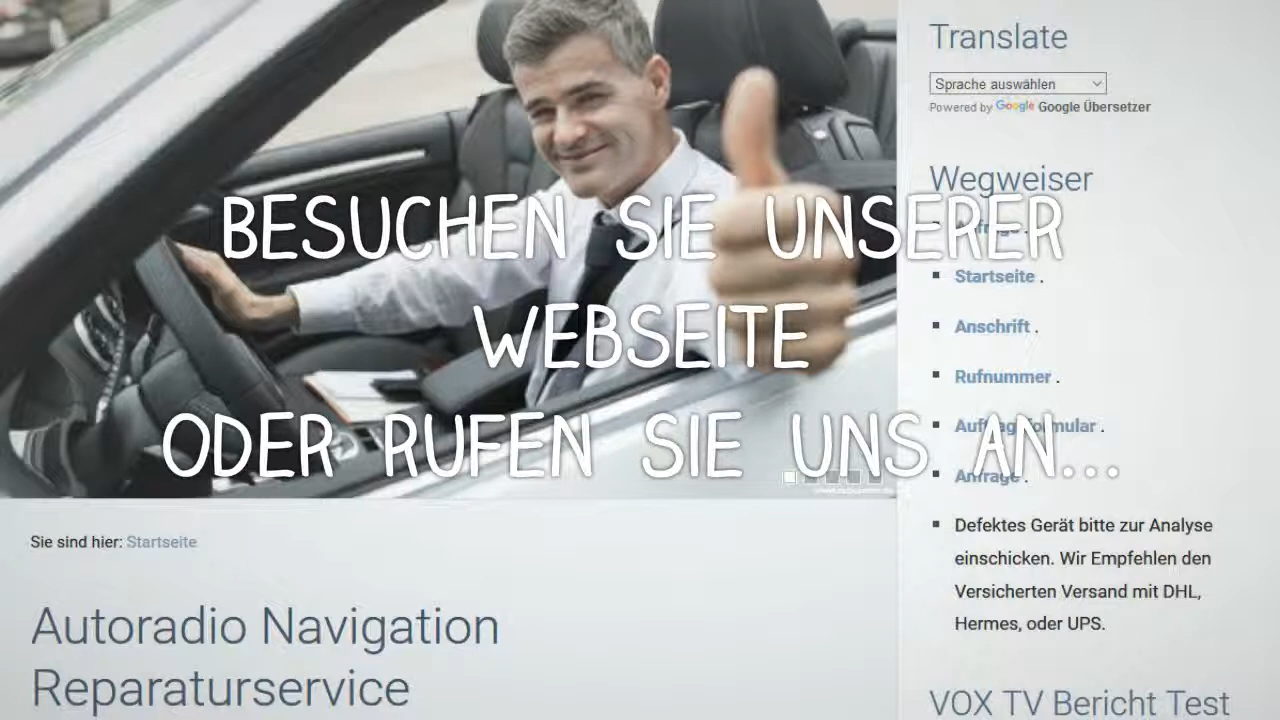 Translate
Sprache auswählen
Powered by Google Google Übersetzer
Wegweiser
BESUCHEN SIE UNSERER
WEBSEITE
ODER RUFEN SIE UNS AN...
Startseite .
Anschrift .
Rufnummer .
Auftragsformular .
Anfrage .
Defektes Gerät bitte zur Analyse
einschicken. Wir Empfehlen den
Versicherten Versand mit DHL,
Hermes, oder UPS.
Sie sind hier: Startseite
Autoradio Navigation
Reparaturservice
VOX TV Bericht Test